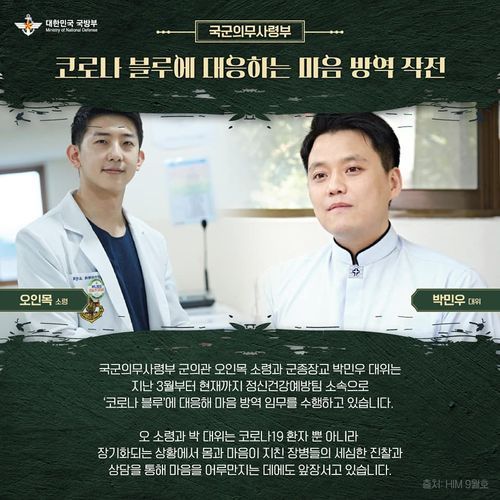 대한민국 국방부
Ministry of National Defense
국군의무사령부
코로나 블루에 대응하는 마음 방역 작전
오인목 소령
박민우 대위
국군의무사령부 군의관 오인목 소령과 군종장교 박민우 대위는
지난 3월부터 현재까지 정신건강예방팀 소속으로
‘코로나 블루’에 대응해 마음 방역 임무를 수행하고 있습니다.
오 소령과 박 대위는 코로나19 환자 뿐 아니라
장기화되는 상황에서 몸과 마음이 지친 장병들의 세심한 진찰과
상담을 통해 마음을 어루만지는 데에도 앞장서고 있습니다.
출처: HIM 9월호